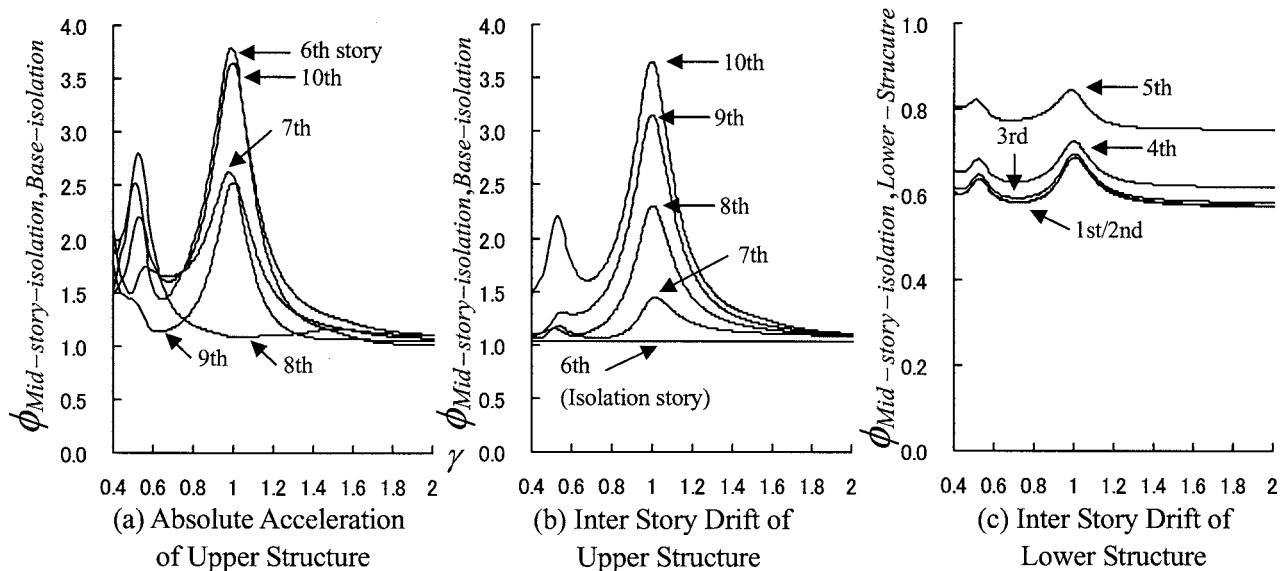 ϕMid-story-isolation,Base-isolation
4.0
3.5
3.0
2.5
2.0
1.5
1.0
0.5
0.0
6th story
10th
7th
9th
8th
0.4 0.6 0.8 1 1.2 1.4 1.6 1.8 2
(a) Absolute Acceleration
of Upper Structure
γ
ϕMid-story-isolation,Base-isolation
4.0
3.5
3.0
2.5
2.0
1.5
1.0
0.5
0.0
10th
9th
8th
7th
6th
(Isolation story)
0.4 0.6 0.8 1 1.2 1.4 1.6 1.8 2
(b) Inter Story Drift of
Upper Structure
ϕMid-story-isolation,Lower-Strucutre
1.0
0.8
0.6
0.4
0.2
0.0
5th
3rd
4th
1st/2nd
0.4 0.6 0.8 1 1.2 1.4 1.6 1.8 2
(c) Inter Story Drift of
Lower Structure